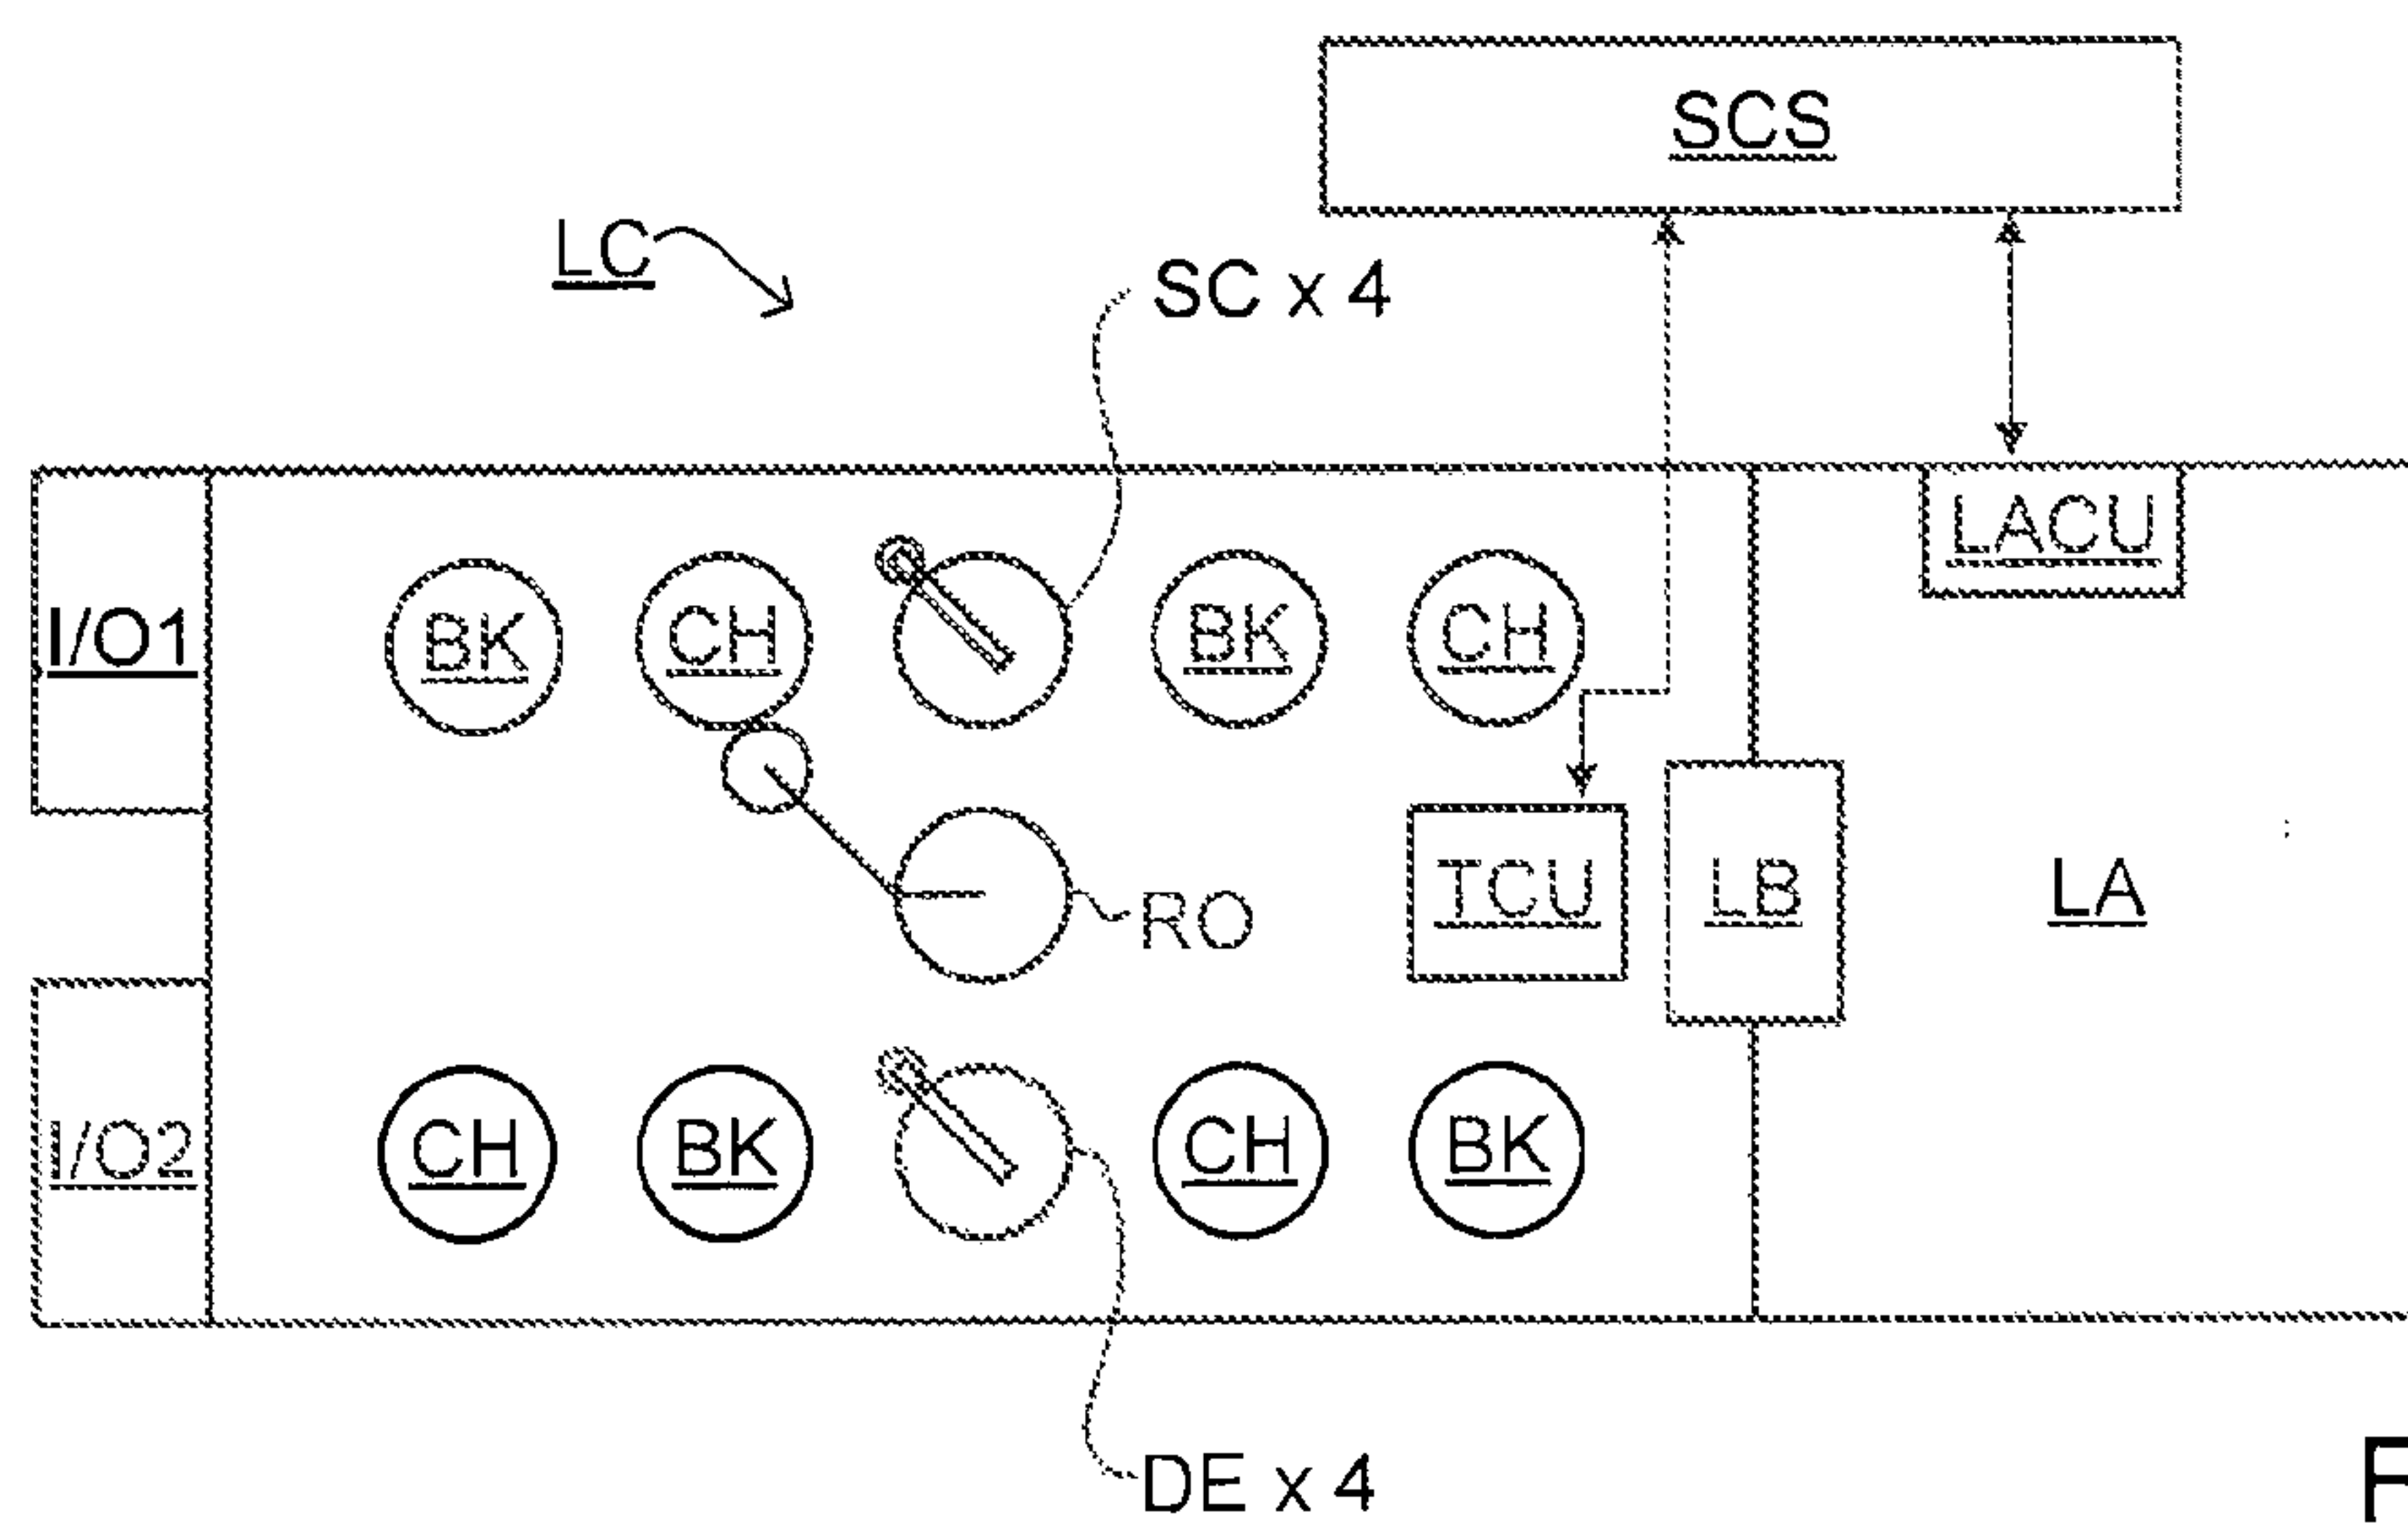 SCS
LC
SC x 4
LACU
I/O1
BK
CH
BK
CH
RO
TCU
LB
LA
I/O2
CH
BK
CH
BK
DE x 4